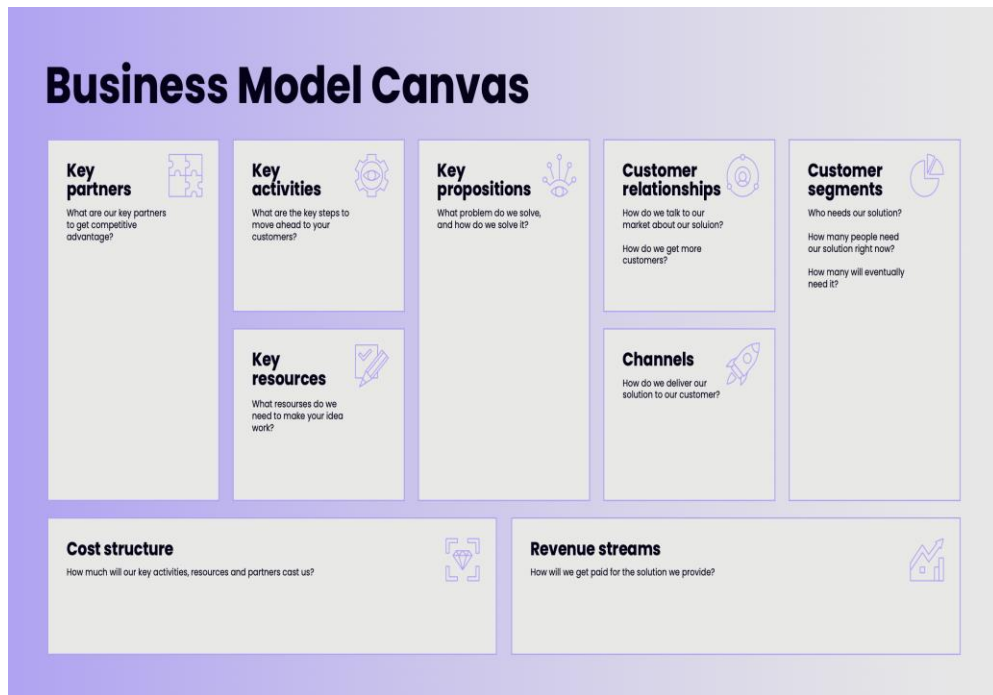 Business Model Canvas
Key
partners
What are our key partners
to get competitive
advantage?
Key
activities
What are the key steps to
move ahead to your
customers?
Key
resources
What resourses do we
need to make your idea
work?
Key
propositions
What problem do we solve,
and how do we solve it?
Customer
relationships
How do we talk to our
market about our soluion?
How do we get more
customers?
Channels
How do we deliver our
solution to our customer?
Customer
segments
Who needs our solution?
How many people need
our solution right now?
How many will eventually
need it?
Cost structure
How much will our key activities, resources and partners cast us?
Revenue streams
How will we get paid for the solution we provide?